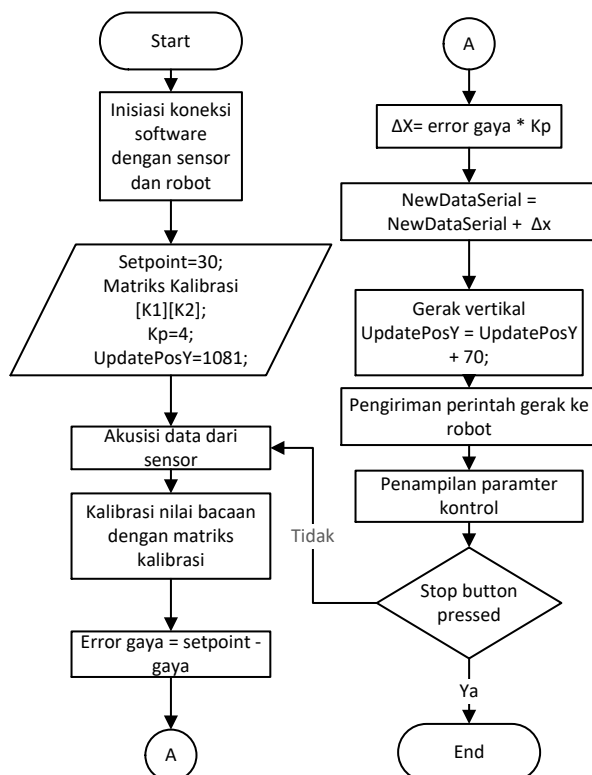 Start
Inisiasi koneksi
software
dengan sensor
dan robot
Setpoint=30;
Matriks Kalibrasi
[K1][K2];
Kp=4;
UpdatePosY=1081;
Akusisi data dari
sensor
Kalibrasi nilai bacaan
dengan matriks
kalibrasi
Error gaya = setpoint -
gaya
A
A
ΔX= error gaya * Kp
NewDataSerial =
NewDataSerial + Δx
Gerak vertikal
UpdatePosY = UpdatePosY
+ 70;
Pengiriman perintah gerak ke
robot
Penampilan paramter
kontrol
Stop button
pressed
Tidak
Ya
End